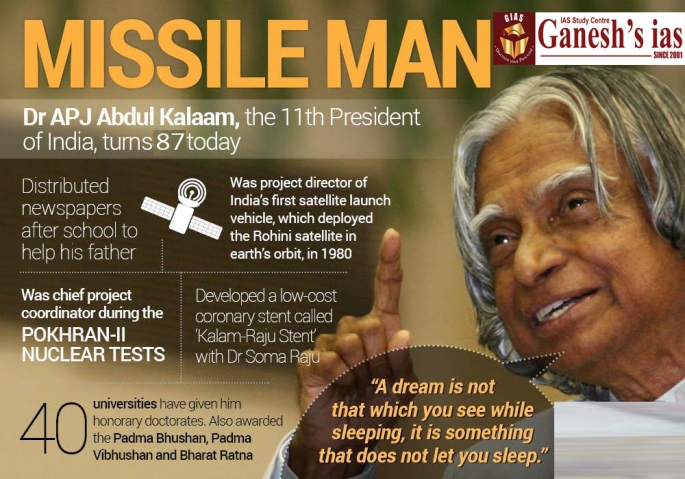 MISSILE MAN
GIAS
IAS Study Centre
Ganesh's ias
SINCE 2001
Dr APJ Abdul Kalaam, the 11th President
of India, turns 87 today
Distributed
newspapers
after school to
help his father
Was project director of
India's first satellite launch
vehicle, which deployed
the Rohini satellite in
earth's orbit, in 1980
Was chief project
coordinator during the
POKHRAN-II
NUCLEAR TESTS
Developed a low-cost
coronary stent called
'Kalam-Raju Stent'
with Dr Soma Raju
40
universities have given him
honorary doctorates. Also awarded
the Padma Bhushan, Padma
Vibhushan and Bharat Ratna
"A dream is not
that which you see while
sleeping, it is something
that does not let you sleep."